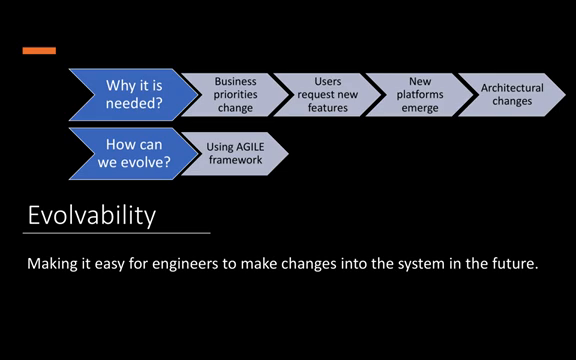 Why it is
needed?
Business
priorities
change
Users
request new
features
New
platforms
emerge
Architectural
changes
How can
we evolve?
Using AGILE
framework
Evolvability
Making it easy for engineers to make changes into the system in the future.